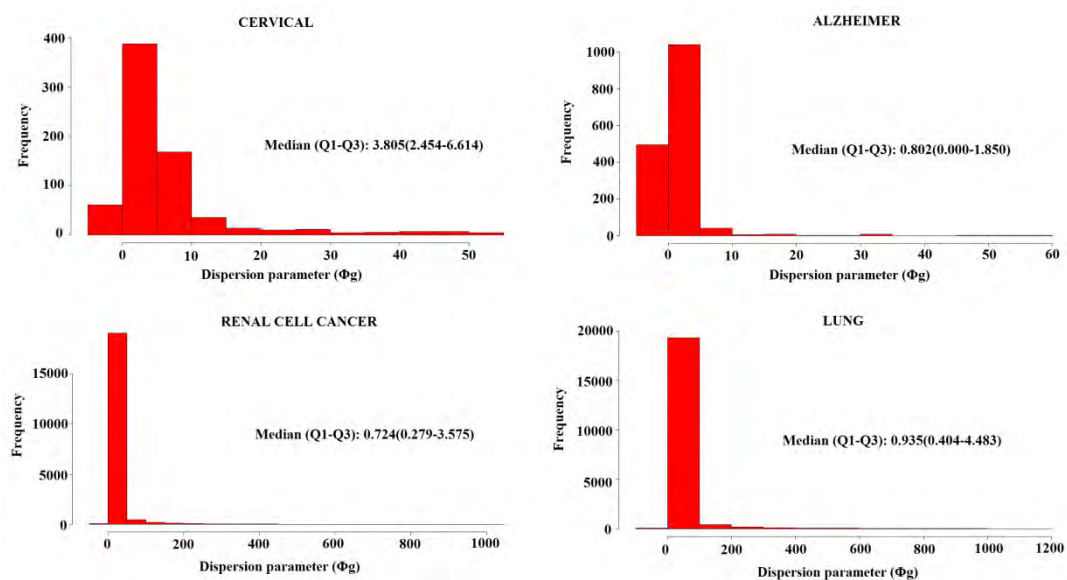 CERVICAL
400
300
200
100
0
Frequency
Median (Q1-Q3): 3.805(2.454-6.614)
0 10 20 30 40 50
Dispersion parameter (Φg)
ALZHEIMER
1000
800
600
400
200
0
Frequency
Median (Q1-Q3): 0.802(0.000-1.850)
0 10 20 30 40 50 60
Dispersion parameter (Φg)
RENAL CELL CANCER
15000
10000
5000
0
Frequency
Median (Q1-Q3): 0.724(0.279-3.575)
0 200 400 600 800 1000
Dispersion parameter (Φg)
LUNG
20000
15000
10000
5000
0
Frequency
Median (Q1-Q3): 0.935(0.404-4.483)
0 200 400 600 800 1000 1200
Dispersion parameter (Φg)